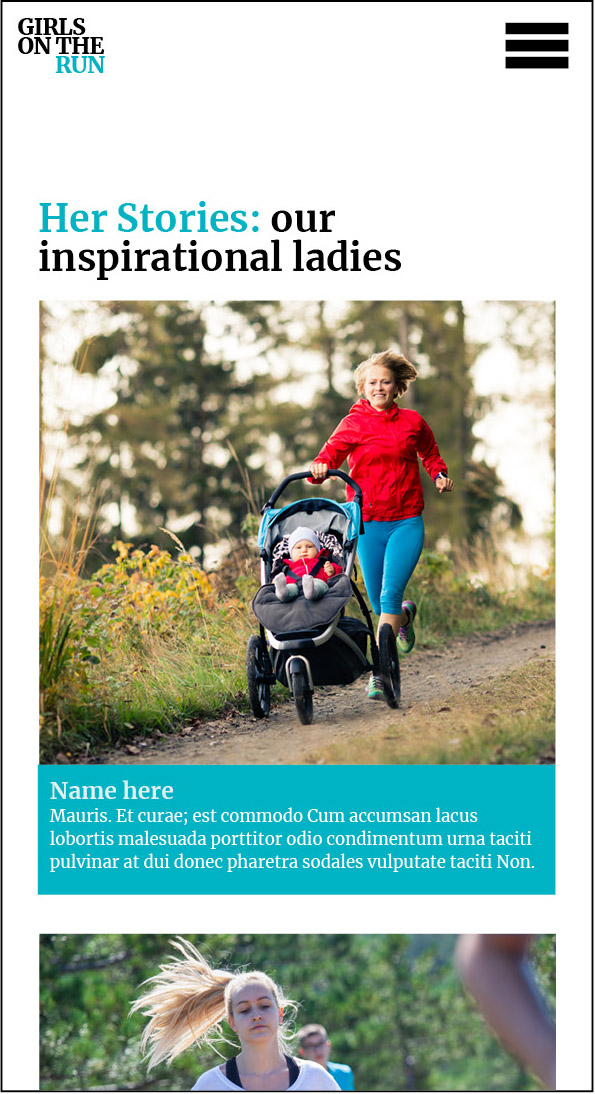 GIRLS
ON THE
RUN
Her Stories: our
inspirational ladies
Name here
Mauris. Et curae; est commodo Cum accumsan lacus
lobortis malesuada porttitor odio condimentum urna taciti
pulvinar at dui donec pharetra sodales vulputate taciti Non.